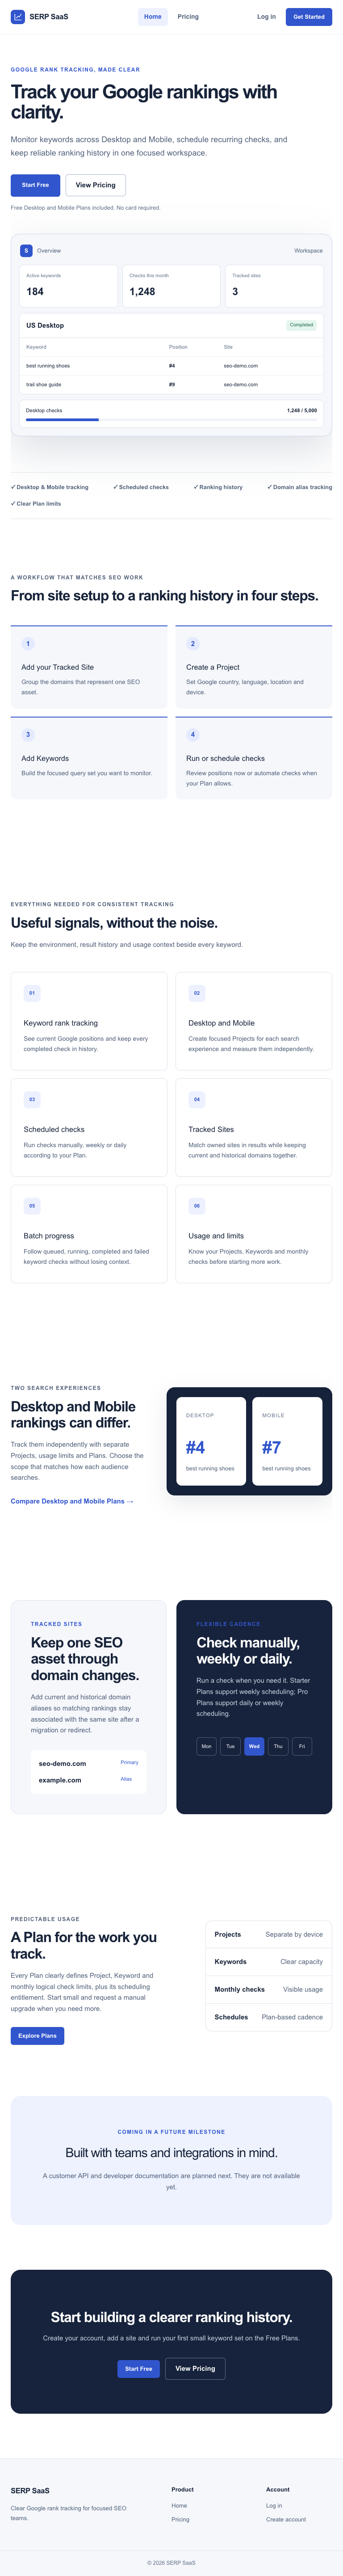 SERP SaaS
Home Pricing
Log in Get Started
GOOGLE RANK TRACKING, MADE CLEAR
Track your Google rankings with
clarity.
Monitor keywords across Desktop and Mobile, schedule recurring checks, and
keep reliable ranking history in one focused workspace.
Start Free View Pricing
Free Desktop and Mobile Plans included. No card required.
S Overview Workspace
Active keywords
184
Checks this month
1,248
Tracked sites
3
US Desktop Completed
Keyword Position Site
best running shoes #4 seo-demo.com
trail shoe guide #9 seo-demo.com
Desktop checks 1,248 / 5,000
✓ Desktop & Mobile tracking ✓ Scheduled checks ✓ Ranking history ✓ Domain alias tracking
✓ Clear Plan limits
A WORKFLOW THAT MATCHES SEO WORK
From site setup to a ranking history in four steps.
1
Add your Tracked Site
Group the domains that represent one SEO
asset.
2
Create a Project
Set Google country, language, location and
device.
3
Add Keywords
Build the focused query set you want to monitor.
4
Run or schedule checks
Review positions now or automate checks when
your Plan allows.
EVERYTHING NEEDED FOR CONSISTENT TRACKING
Useful signals, without the noise.
Keep the environment, result history and usage context beside every keyword.
01
Keyword rank tracking
See current Google positions and keep every
completed check in history.
02
Desktop and Mobile
Create focused Projects for each search
experience and measure them independently.
03
Scheduled checks
Run checks manually, weekly or daily
according to your Plan.
04
Tracked Sites
Match owned sites in results while keeping
current and historical domains together.
05
Batch progress
Follow queued, running, completed and failed
keyword checks without losing context.
06
Usage and limits
Know your Projects, Keywords and monthly
checks before starting more work.
TWO SEARCH EXPERIENCES
Desktop and Mobile
rankings can differ.
Track them independently with separate
Projects, usage limits and Plans. Choose the
scope that matches how each audience
searches.
Compare Desktop and Mobile Plans →
DESKTOP
#4
best running shoes
MOBILE
#7
best running shoes
TRACKED SITES
Keep one SEO
asset through
domain changes.
Add current and historical domain
aliases so matching rankings stay
associated with the same site after a
migration or redirect.
seo-demo.com Primary
example.com Alias
FLEXIBLE CADENCE
Check manually,
weekly or daily.
Run a check when you need it. Starter
Plans support weekly scheduling; Pro
Plans support daily or weekly
scheduling.
Mon Tue Wed Thu Fri
PREDICTABLE USAGE
A Plan for the work you
track.
Every Plan clearly defines Project, Keyword and
monthly logical check limits, plus its scheduling
entitlement. Start small and request a manual
upgrade when you need more.
Explore Plans
Projects Separate by device
Keywords Clear capacity
Monthly checks Visible usage
Schedules Plan-based cadence
COMING IN A FUTURE MILESTONE
Built with teams and integrations in mind.
A customer API and developer documentation are planned next. They are not available
yet.
Start building a clearer ranking history.
Create your account, add a site and run your first small keyword set on the Free Plans.
Start Free View Pricing
SERP SaaS
Clear Google rank tracking for focused SEO
teams.
Product
Home
Pricing
Account
Log in
Create account
© 2026 SERP SaaS